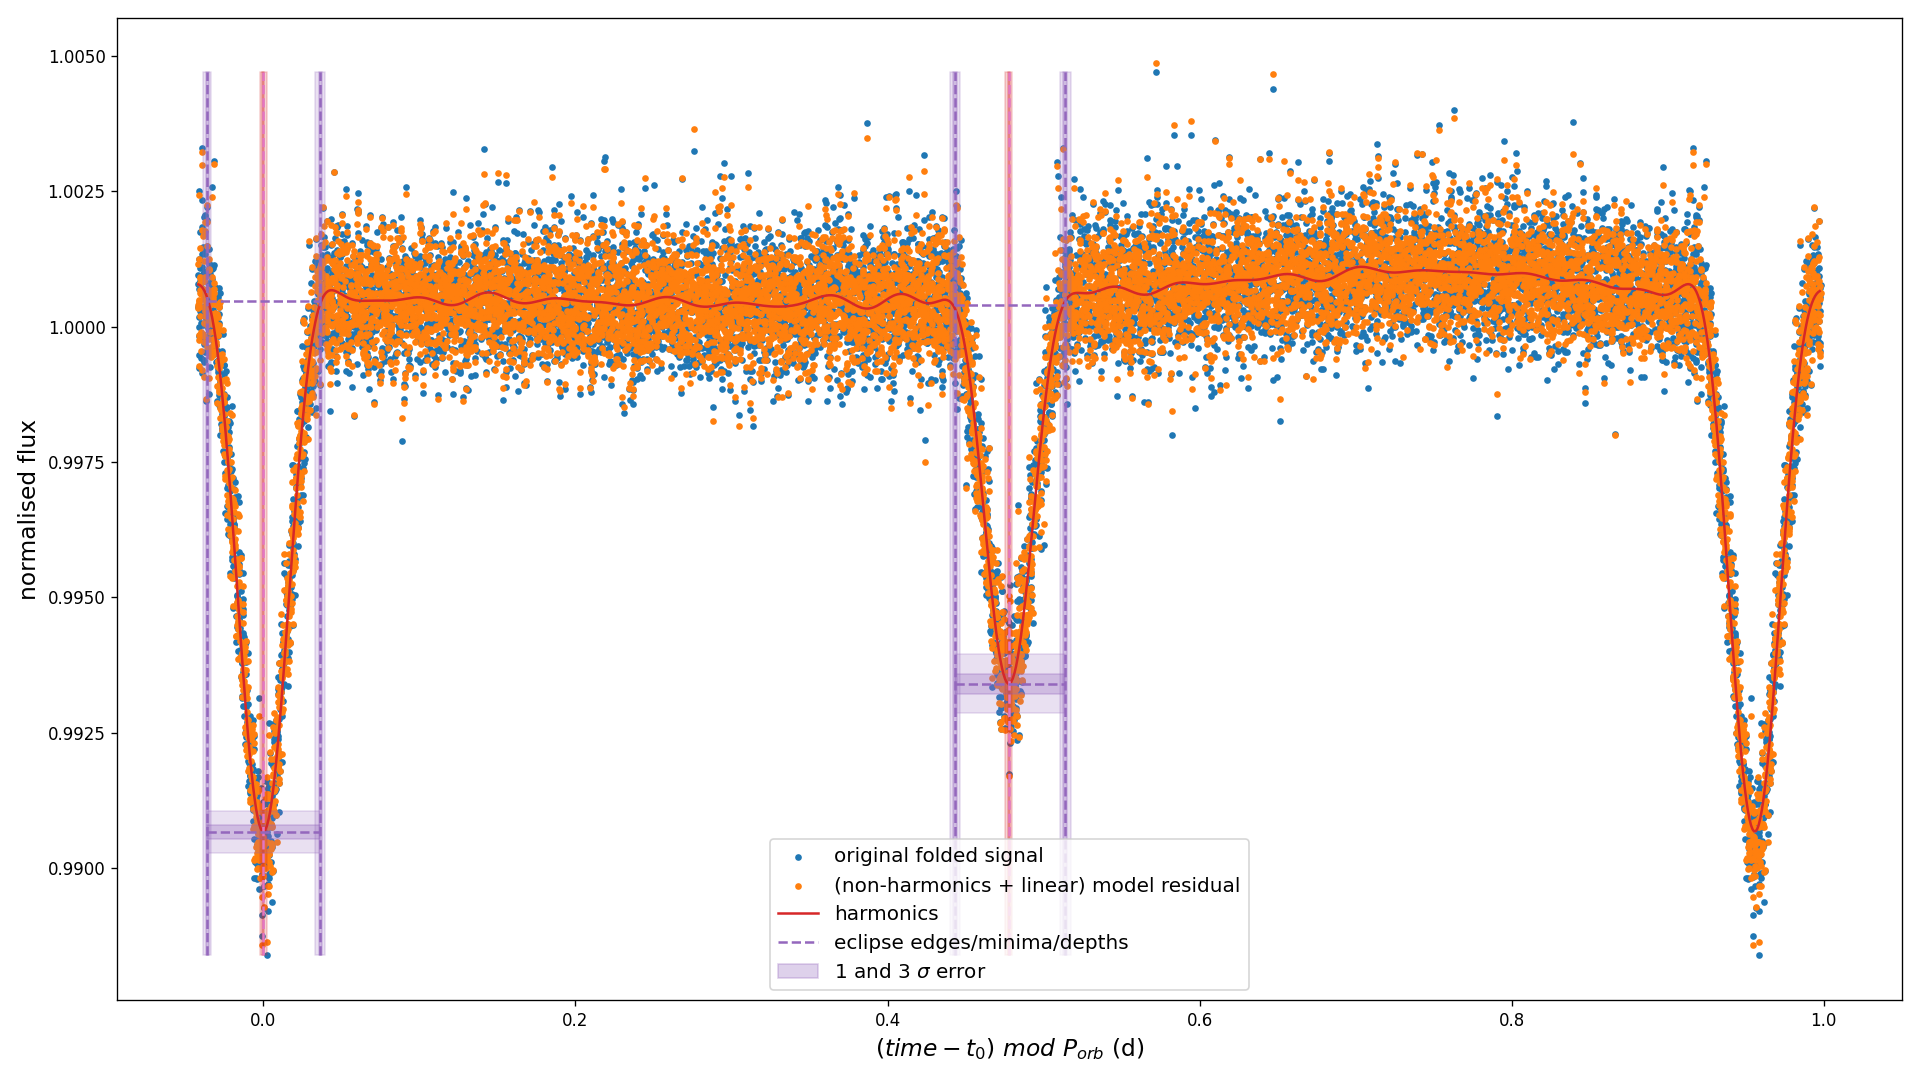 normalised flux
1.0050
1.0025
1.0000
0.9975
0.9950
0.9925
0.9900
original folded signal
(non-harmonics + linear) model residual
harmonics
eclipse edges/minima/depths
1 and 3 σ error
0.0 0.2 0.4 0.6 0.8 1.0
(time − t₀) mod Pₒᵣᵦ (d)